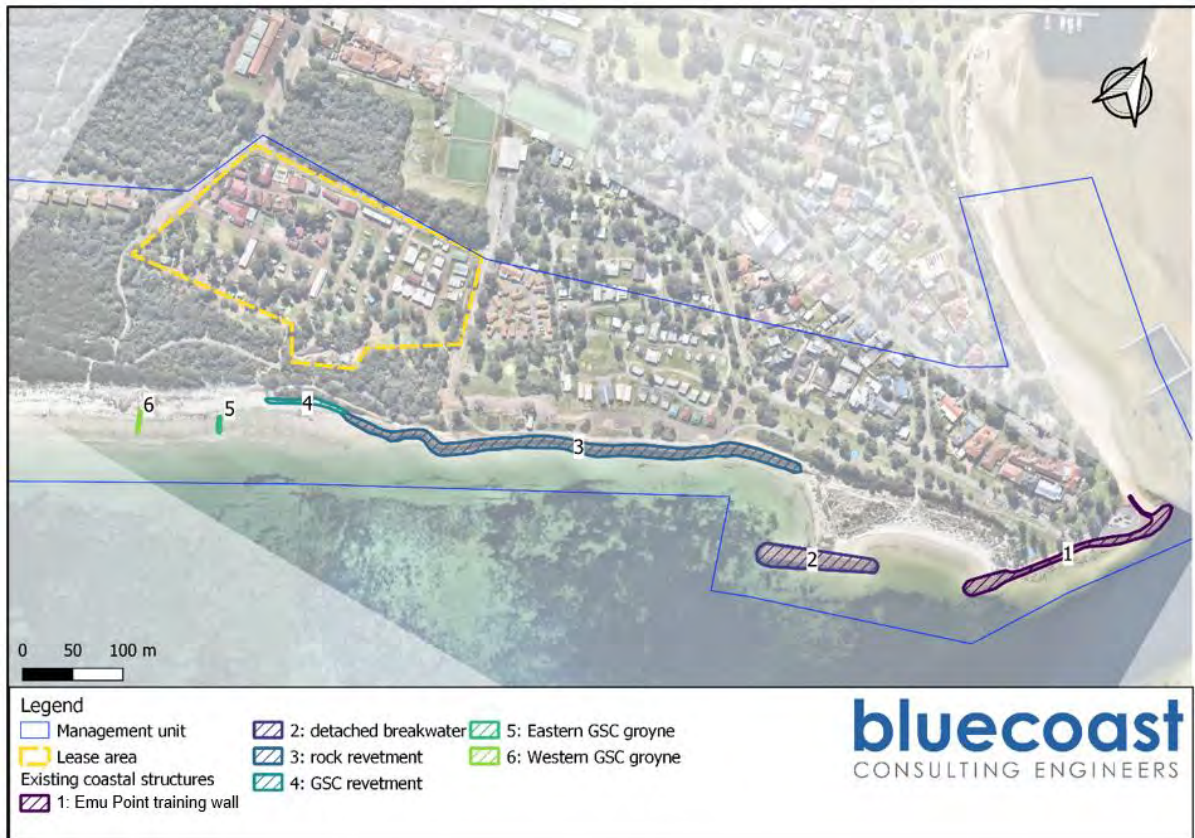 6
5
4
3
2
1
0 50 100 m
Legend
Management unit
Lease area
Existing coastal structures
1: Emu Point training wall
2: detached breakwater
3: rock revetment
4: GSC revetment
5: Eastern GSC groyne
6: Western GSC groyne
bluecoast
CONSULTING ENGINEERS